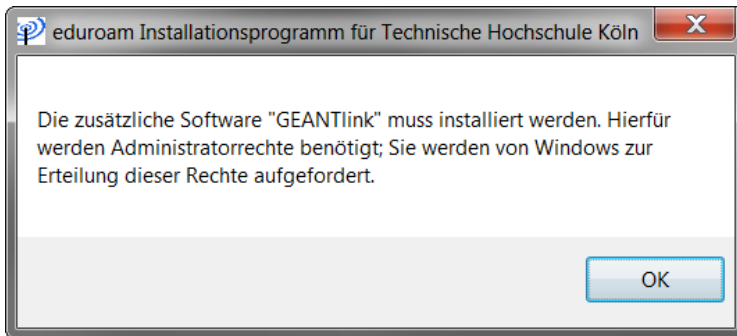 eduroam Installationsprogramm für Technische Hochschule Köln
Die zusätzliche Software "GEANTlink" muss installiert werden. Hierfür
werden Administratorrechte benötigt; Sie werden von Windows zur
Erteilung dieser Rechte aufgefordert.
OK